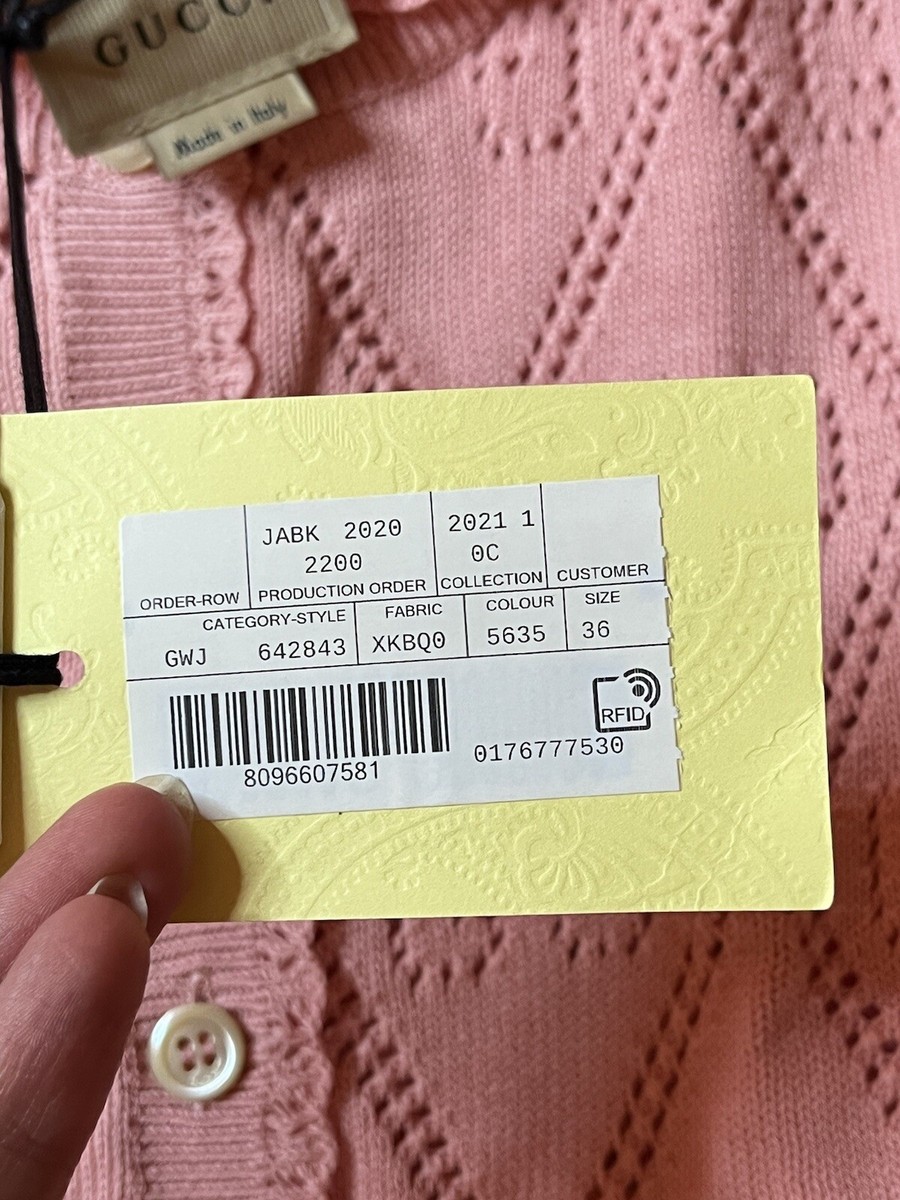 GUCCI
Made in Italy
JABK 2020
2200
2021 1
0C
ORDER-ROW PRODUCTION ORDER COLLECTION CUSTOMER
CATEGORY-STYLE FABRIC COLOUR SIZE
GWJ 642843 XKBQ0 5635 36
RFID
8096607581 0176777530